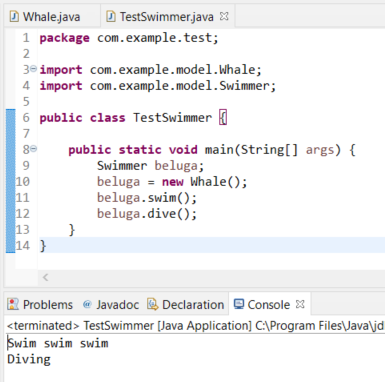 Whale.java
TestSwimmer.java
1 package com.example.test;
2
3 import com.example.model.Whale;
4 import com.example.model.Swimmer;
5
6 public class TestSwimmer {
7
8 public static void main(String[] args) {
9 Swimmer beluga;
10 beluga = new Whale();
11 beluga.swim();
12 beluga.dive();
13 }
14 }
Problems @ Javadoc Declaration Console
<terminated> TestSwimmer [Java Application] C:\Program Files\Java\jd
Swim swim swim
Diving